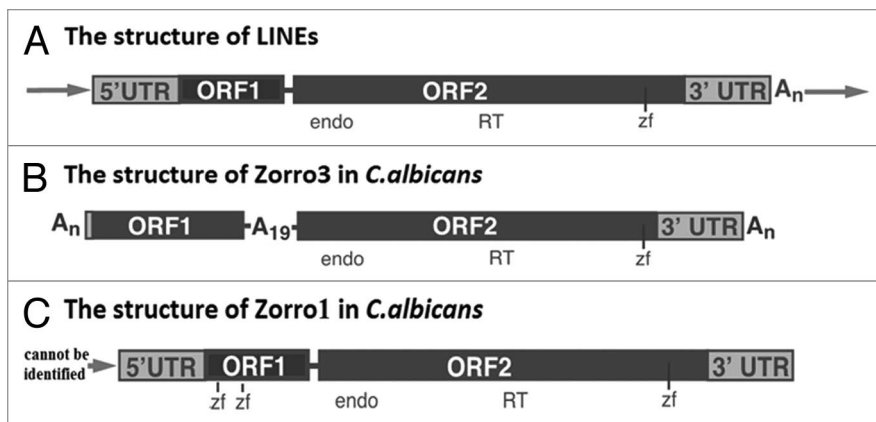 A The structure of LINEs
5'UTR ORF1 ORF2 3' UTR An
endo RT zf
B The structure of Zorro3 in C.albicans
An ORF1 A19 ORF2 3' UTR An
endo RT zf
C The structure of Zorro1 in C.albicans
cannot be
identified
5'UTR ORF1 ORF2 3' UTR
zf zf endo RT zf